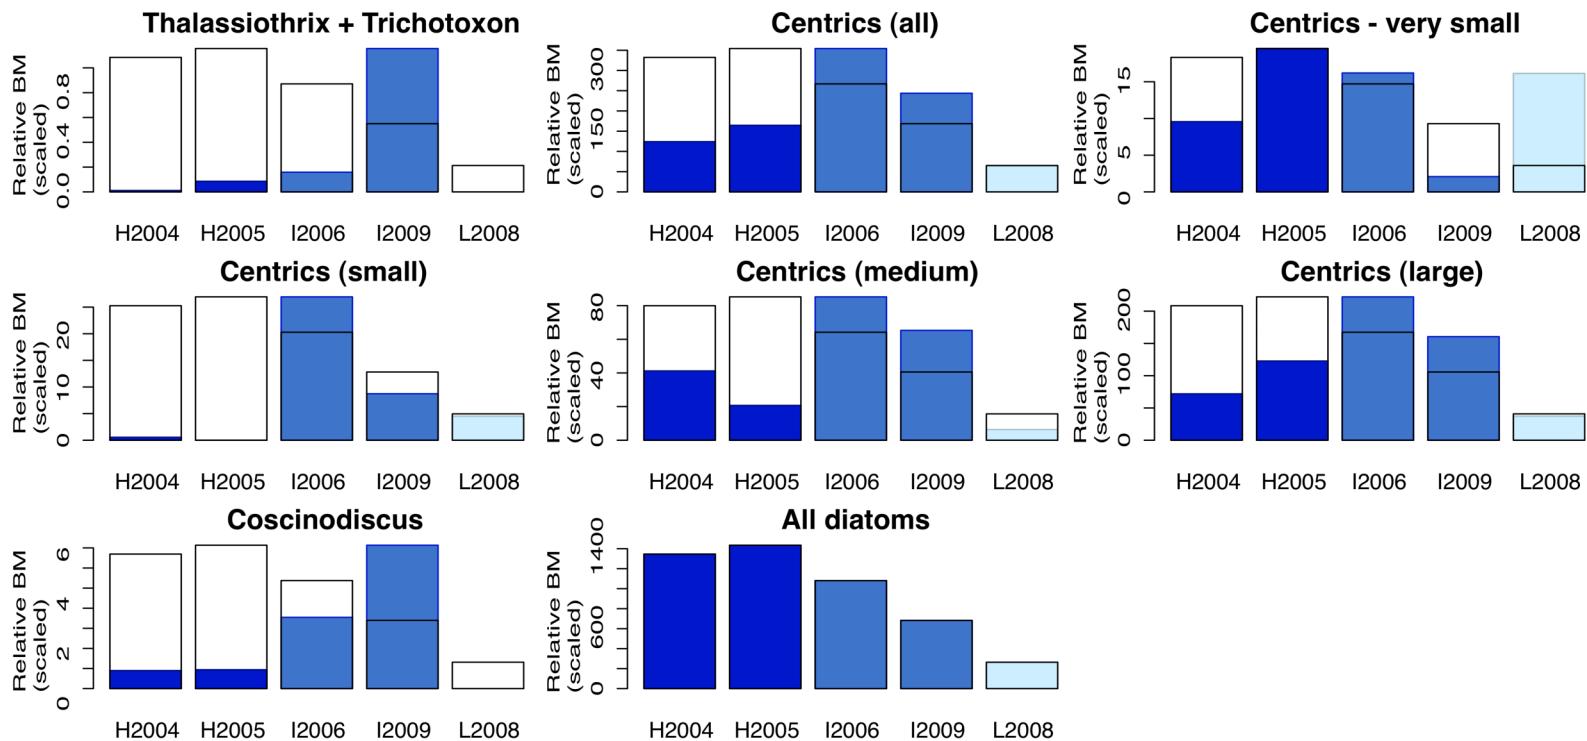 Thalassiothrix + Trichotoxon
Relative BM
(scaled)
0.8
0.4
0.0
H2004 H2005 I2006 I2009 L2008
Centrics (all)
Relative BM
(scaled)
300
150
0
H2004 H2005 I2006 I2009 L2008
Centrics - very small
Relative BM
(scaled)
15
5
0
H2004 H2005 I2006 I2009 L2008
Centrics (small)
Relative BM
(scaled)
20
10
0
H2004 H2005 I2006 I2009 L2008
Centrics (medium)
Relative BM
(scaled)
80
40
0
H2004 H2005 I2006 I2009 L2008
Centrics (large)
Relative BM
(scaled)
200
100
0
H2004 H2005 I2006 I2009 L2008
Coscinodiscus
Relative BM
(scaled)
6
4
2
0
H2004 H2005 I2006 I2009 L2008
All diatoms
Relative BM
(scaled)
1400
600
0
H2004 H2005 I2006 I2009 L2008